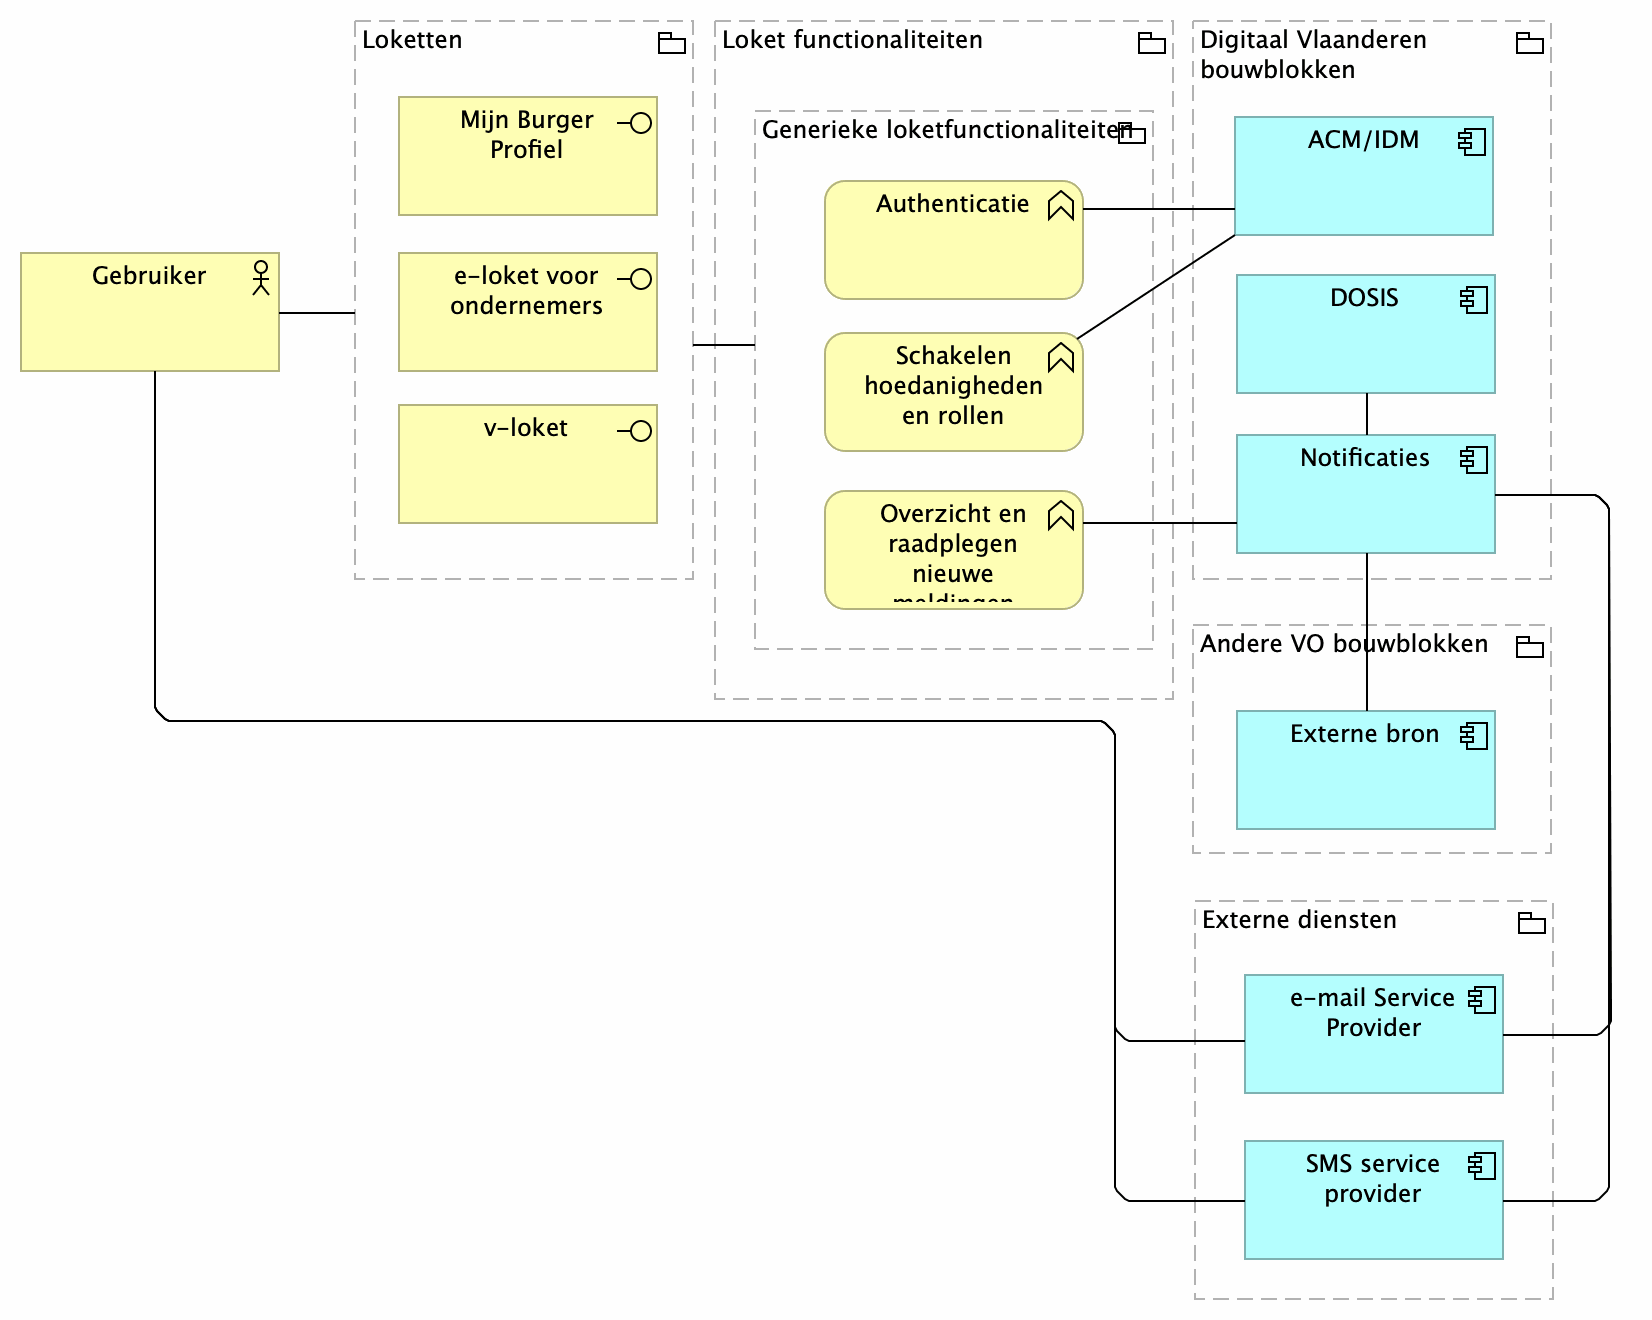 Loketten
Mijn Burger
Profiel
e-loket voor
ondernemers
v-loket
Gebruiker
Loket functionaliteiten
Generieke loketfunctionaliteiten
Authenticatie
Schakelen
hoedanigheden
en rollen
Overzicht en
raadplegen
nieuwe
meldingen
Digitaal Vlaanderen
bouwblokken
ACM/IDM
DOSIS
Notificaties
Andere VO bouwblokken
Externe bron
Externe diensten
e-mail Service
Provider
SMS service
provider